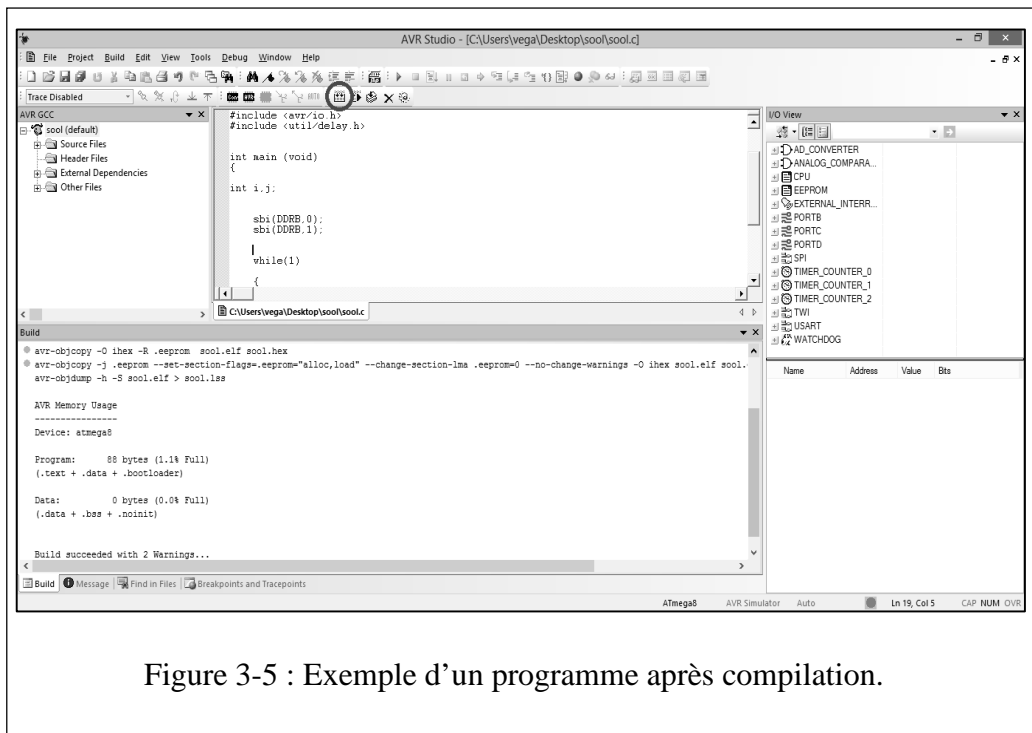 AVR Studio - [C:\Users\vega\Desktop\sool\sool.c]
File Project Build Edit View Tools Debug Window Help
Trace Disabled
AVR GCC
sool (default)
Source Files
Header Files
External Dependencies
Other Files
#include <avr/io.h>
#include <util/delay.h>
int main (void)
{
int i,j;
sbi(DDRB,0);
sbi(DDRB,1);
while(1)
{
C:\Users\vega\Desktop\sool\sool.c
I/O View
AD_CONVERTER
ANALOG_COMPARA...
CPU
EEPROM
EXTERNAL_INTERR...
PORTB
PORTC
PORTD
SPI
TIMER_COUNTER_0
TIMER_COUNTER_1
TIMER_COUNTER_2
TWI
USART
WATCHDOG
Name Address Value Bits
Build
avr-objcopy -O ihex -R .eeprom sool.elf sool.hex
avr-objcopy -j .eeprom --set-section-flags=.eeprom="alloc,load" --change-section-lma .eeprom=0 --no-change-warnings -O ihex sool.elf sool.
avr-objdump -h -S sool.elf > sool.lss
AVR Memory Usage
----------------
Device: atmega8
Program: 88 bytes (1.1% Full)
(.text + .data + .bootloader)
Data: 0 bytes (0.0% Full)
(.data + .bss + .noinit)
Build succeeded with 2 Warnings...
Build Message Find in Files Breakpoints and Tracepoints
ATmega8 AVR Simulator Auto Ln 19, Col 5 CAP NUM OVR
Figure 3-5 : Exemple d'un programme après compilation.